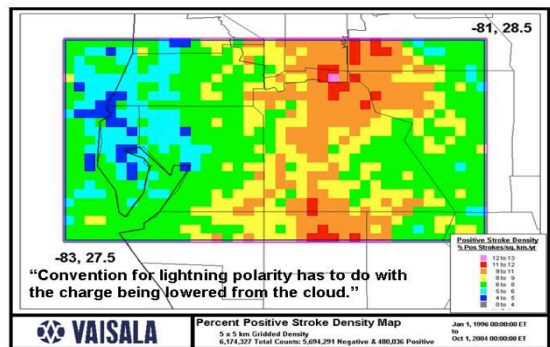 -81, 28.5
-83, 27.5
"Convention for lightning polarity has to do with
the charge being lowered from the cloud."
Positive Stroke Density
% Pos Strokes/sq. km.yr
12 to 13
11 to 12
9 to 11
8 to 9
6 to 8
5 to 6
4 to 5
0 to 4
VAISALA
Percent Positive Stroke Density Map
5 x 5 km Gridded Density
6,174,327 Total Counts: 5,694,291 Negative & 480,036 Positive
Jan 1, 1996 00:00:00 ET
to
Oct 1, 2004 00:00:00 ET